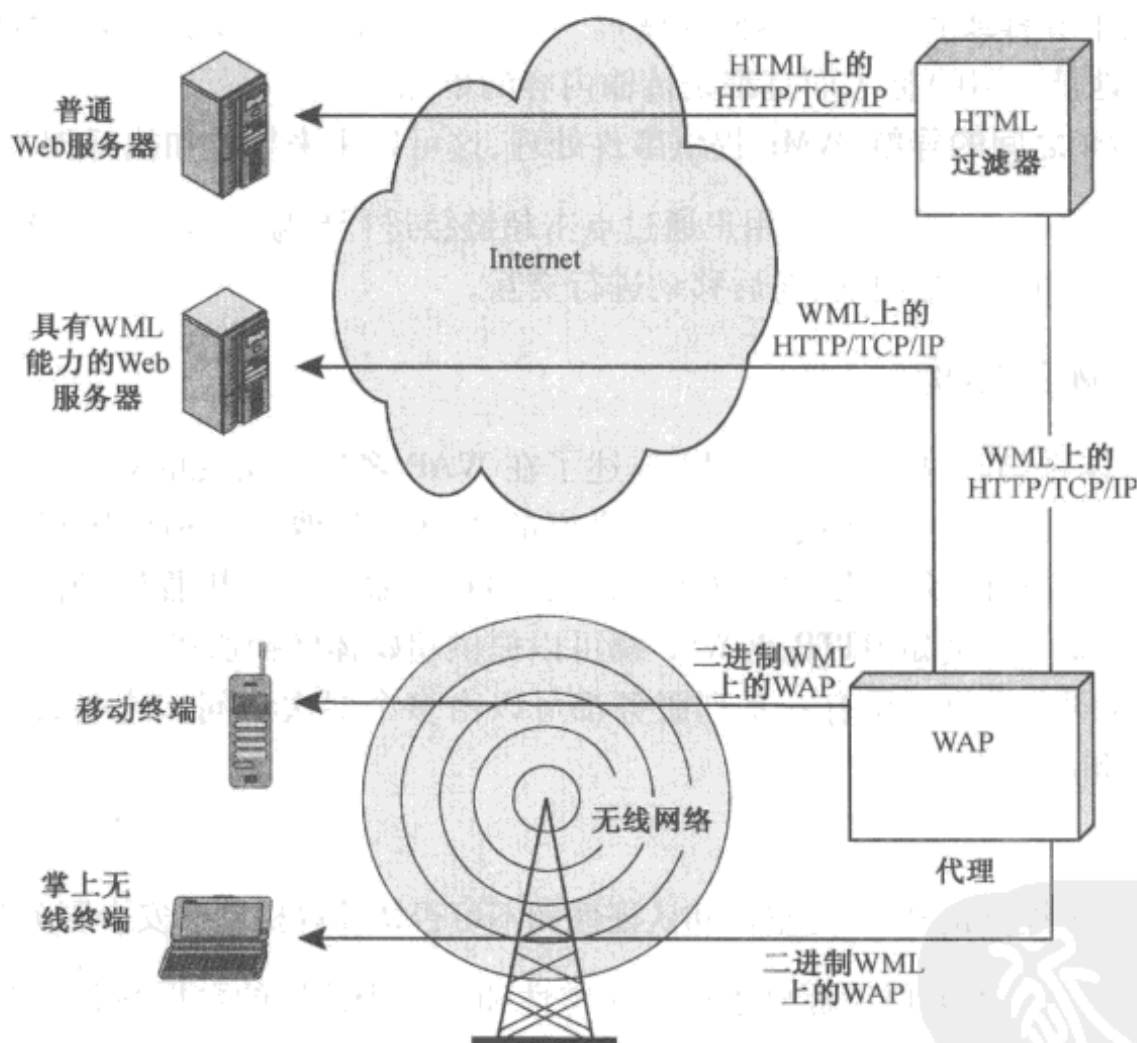 普通
Web服务器
HTML上的
HTTP/TCP/IP
HTML
过滤器
Internet
具有WML
能力的Web
服务器
WML上的
HTTP/TCP/IP
WML上的
HTTP/TCP/IP
移动终端
二进制WML
上的WAP
WAP
无线网络
代理
掌上无
线终端
二进制WML
上的WAP